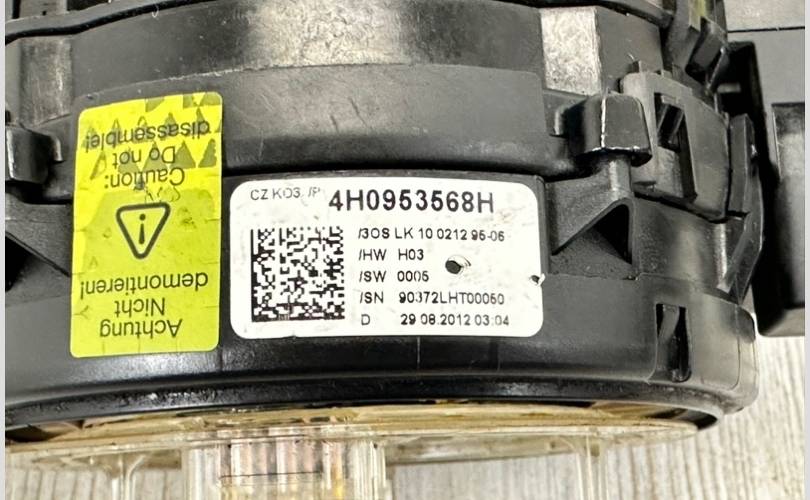 Achtung
Nicht
demontieren!
Caution:
Do not
disassemble!
CZ K03 /P 4H0953568H
/3OS LK 10 0212 95-06
/HW H03
/SW 0005
/SN 90372LHT00050
D 29 08.2012 03:04